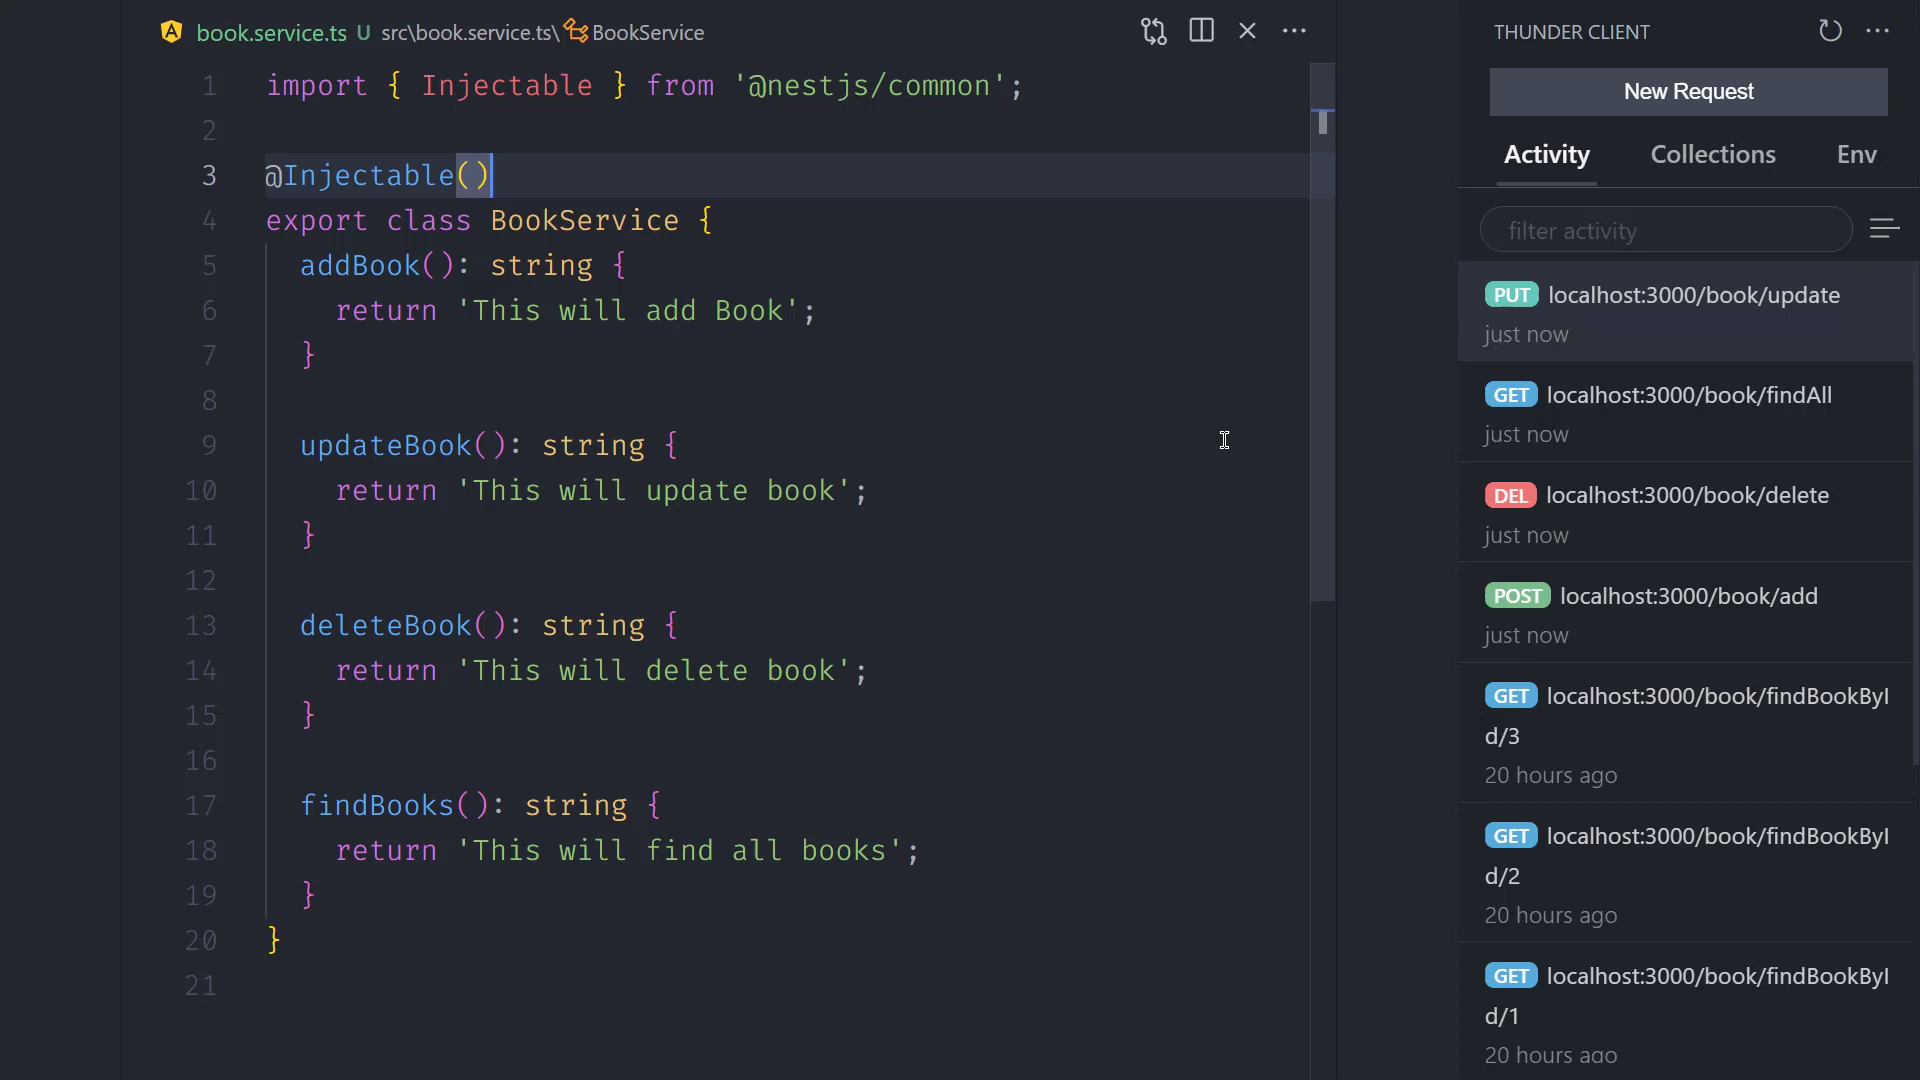 book.service.ts U src\book.service.ts\ BookService
1 import { Injectable } from '@nestjs/common';
2
3 @Injectable()
4 export class BookService {
5 addBook(): string {
6 return 'This will add Book';
7 }
8
9 updateBook(): string {
10 return 'This will update book';
11 }
12
13 deleteBook(): string {
14 return 'This will delete book';
15 }
16
17 findBooks(): string {
18 return 'This will find all books';
19 }
20 }
21
THUNDER CLIENT
New Request
Activity Collections Env
filter activity
PUT localhost:3000/book/update
just now
GET localhost:3000/book/findAll
just now
DEL localhost:3000/book/delete
just now
POST localhost:3000/book/add
just now
GET localhost:3000/book/findBookByI
d/3
20 hours ago
GET localhost:3000/book/findBookByI
d/2
20 hours ago
GET localhost:3000/book/findBookByI
d/1
20 hours ago